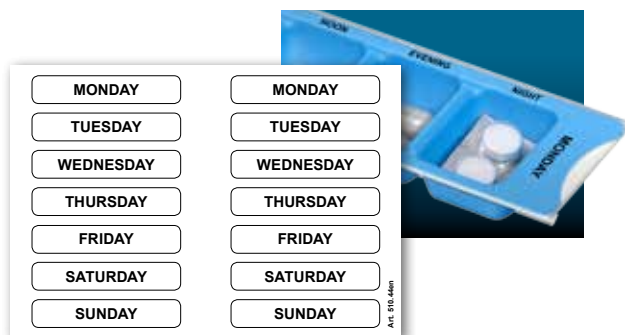 NOON
EVENING
NIGHT
MONDAY
MONDAY MONDAY
TUESDAY TUESDAY
WEDNESDAY WEDNESDAY
THURSDAY THURSDAY
FRIDAY FRIDAY
SATURDAY SATURDAY
SUNDAY SUNDAY
Art. 510.44en